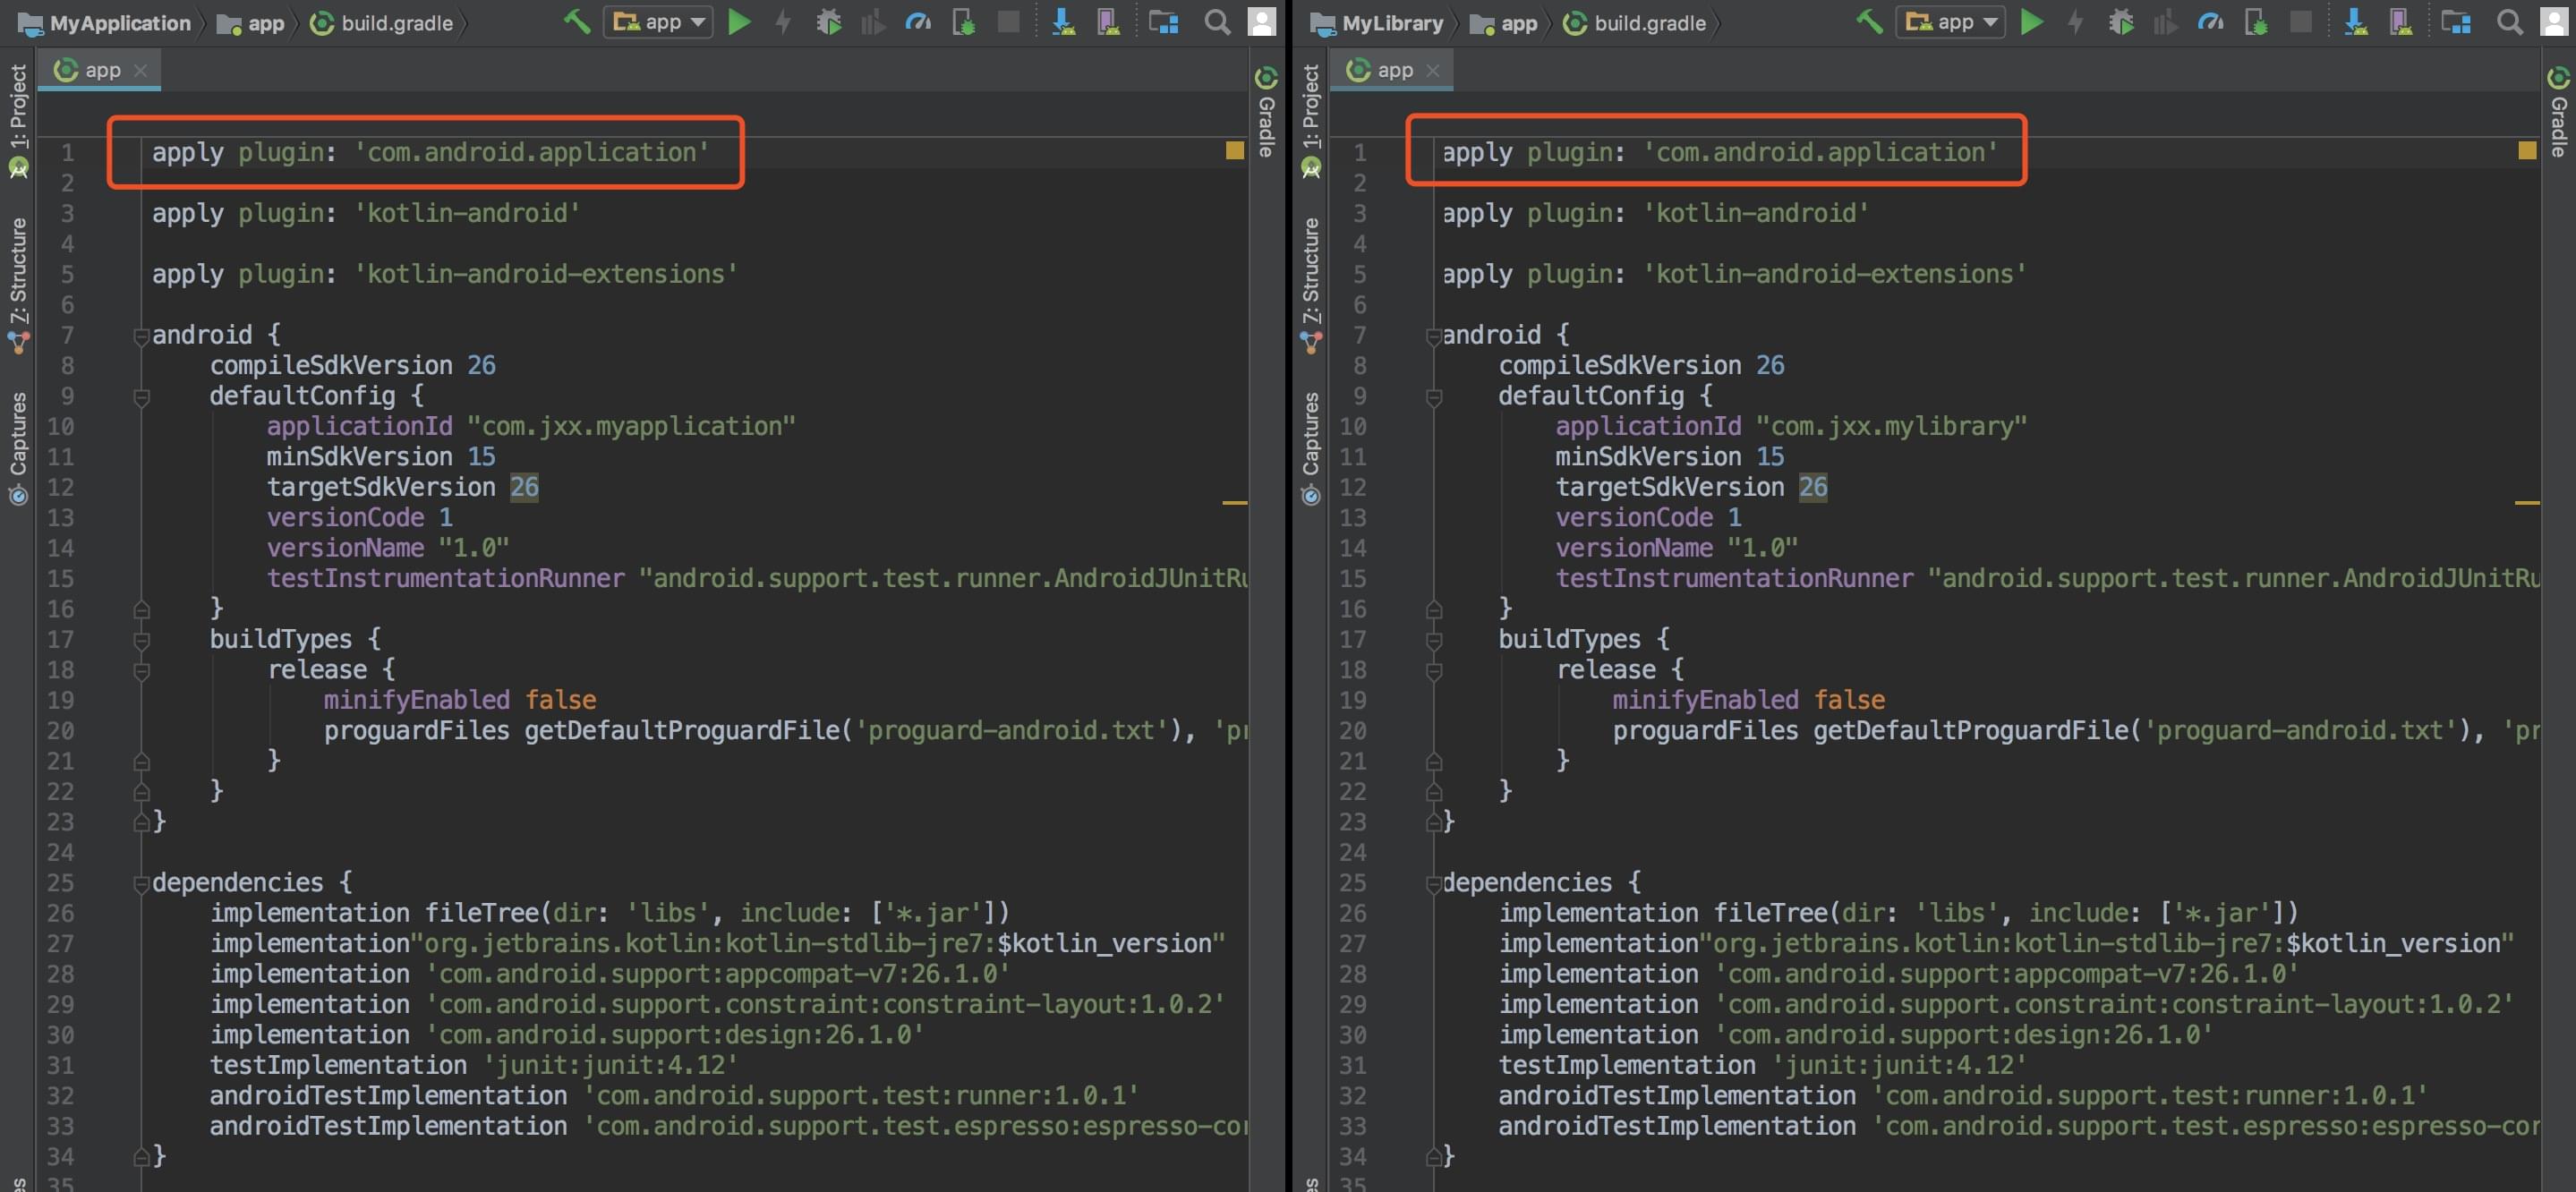 MyApplication app build.gradle app
app
1: Project
Z: Structure
Captures
Gradle
1 apply plugin: 'com.android.application'
2
3 apply plugin: 'kotlin-android'
4
5 apply plugin: 'kotlin-android-extensions'
6
7 android {
8 compileSdkVersion 26
9 defaultConfig {
10 applicationId "com.jxx.myapplication"
11 minSdkVersion 15
12 targetSdkVersion 26
13 versionCode 1
14 versionName "1.0"
15 testInstrumentationRunner "android.support.test.runner.AndroidJUnitRu
16 }
17 buildTypes {
18 release {
19 minifyEnabled false
20 proguardFiles getDefaultProguardFile('proguard-android.txt'), 'pr
21 }
22 }
23 }
24
25 dependencies {
26 implementation fileTree(dir: 'libs', include: ['*.jar'])
27 implementation"org.jetbrains.kotlin:kotlin-stdlib-jre7:$kotlin_version"
28 implementation 'com.android.support:appcompat-v7:26.1.0'
29 implementation 'com.android.support.constraint:constraint-layout:1.0.2'
30 implementation 'com.android.support:design:26.1.0'
31 testImplementation 'junit:junit:4.12'
32 androidTestImplementation 'com.android.support.test:runner:1.0.1'
33 androidTestImplementation 'com.android.support.test.espresso:espresso-cor
34 }
35
MyLibrary app build.gradle app
app
1: Project
Z: Structure
Captures
Gradle
1 apply plugin: 'com.android.application'
2
3 apply plugin: 'kotlin-android'
4
5 apply plugin: 'kotlin-android-extensions'
6
7 android {
8 compileSdkVersion 26
9 defaultConfig {
10 applicationId "com.jxx.mylibrary"
11 minSdkVersion 15
12 targetSdkVersion 26
13 versionCode 1
14 versionName "1.0"
15 testInstrumentationRunner "android.support.test.runner.AndroidJUnitRu
16 }
17 buildTypes {
18 release {
19 minifyEnabled false
20 proguardFiles getDefaultProguardFile('proguard-android.txt'), 'pr
21 }
22 }
23 }
24
25 dependencies {
26 implementation fileTree(dir: 'libs', include: ['*.jar'])
27 implementation"org.jetbrains.kotlin:kotlin-stdlib-jre7:$kotlin_version"
28 implementation 'com.android.support:appcompat-v7:26.1.0'
29 implementation 'com.android.support.constraint:constraint-layout:1.0.2'
30 implementation 'com.android.support:design:26.1.0'
31 testImplementation 'junit:junit:4.12'
32 androidTestImplementation 'com.android.support.test:runner:1.0.1'
33 androidTestImplementation 'com.android.support.test.espresso:espresso-cor
34 }
35